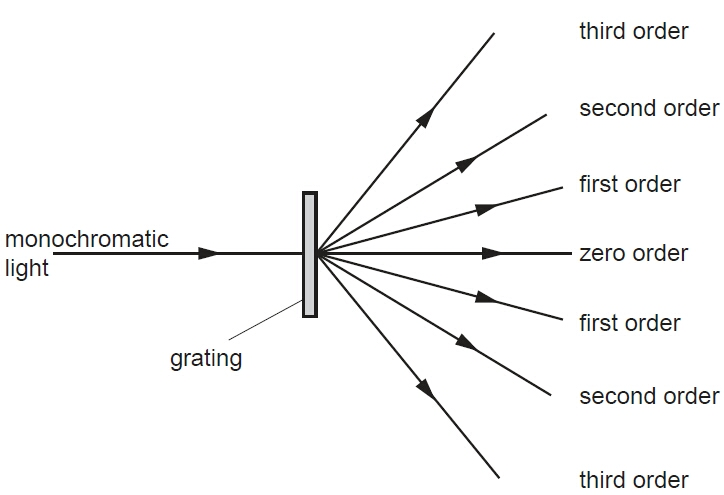 third order
second order
first order
monochromatic
light
zero order
first order
grating
second order
third order